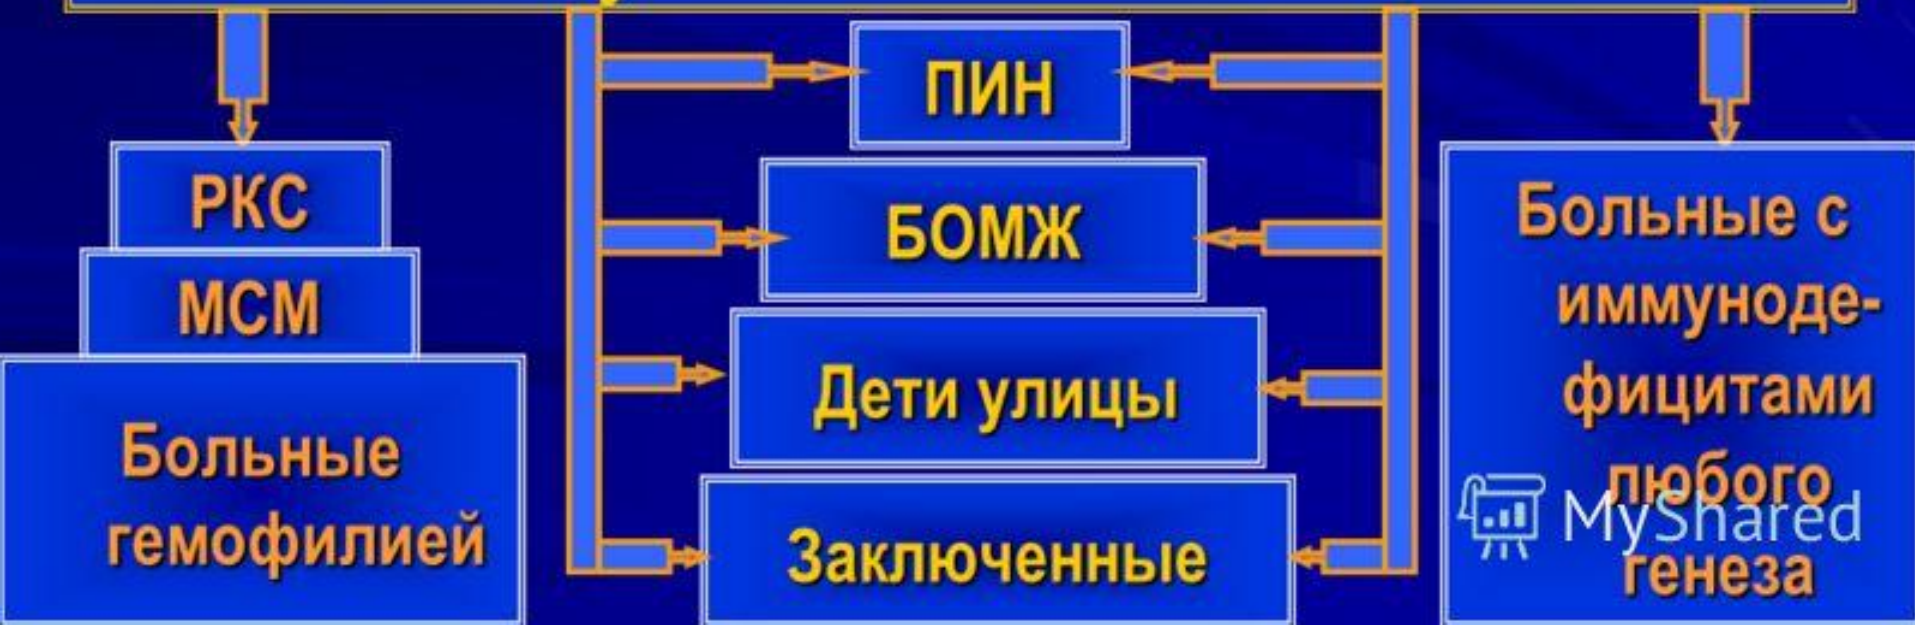 РКС
МСМ
Больные
гемофилией
ПИН
БОМЖ
Дети улицы
Заключенные
Больные с
иммуноде-
фицитами
любого
генеза
MyShared